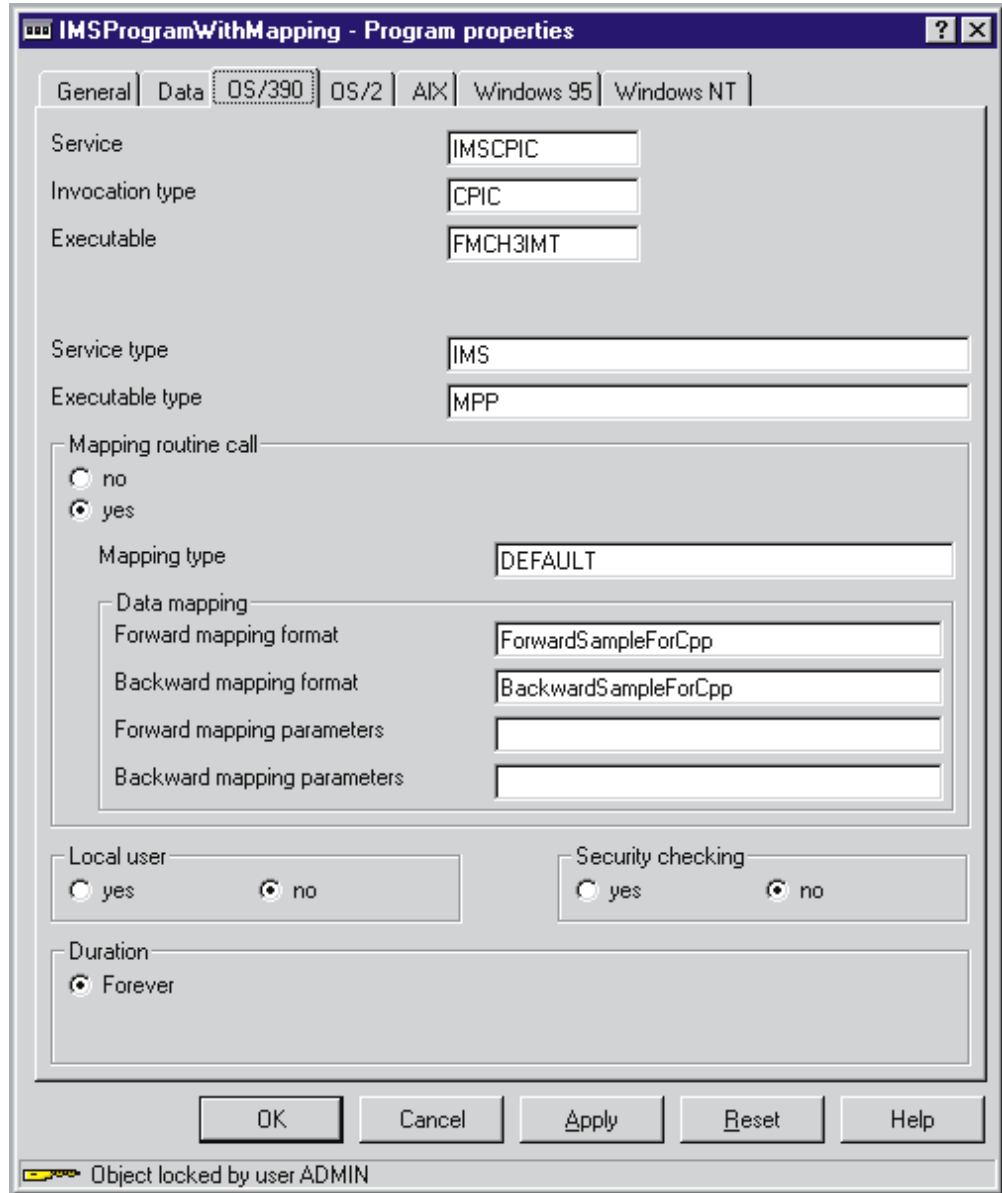 IMSProgramWithMapping - Program properties
General Data OS/390 OS/2 AIX Windows 95 Windows NT
Service IMSCPIC
Invocation type CPIC
Executable FMCH3IMT
Service type IMS
Executable type MPP
Mapping routine call
no
yes
Mapping type DEFAULT
Data mapping
Forward mapping format ForwardSampleForCpp
Backward mapping format BackwardSampleForCpp
Forward mapping parameters
Backward mapping parameters
Local user Security checking
yes no yes no
Duration
Forever
OK Cancel Apply Reset Help
Object locked by user ADMIN